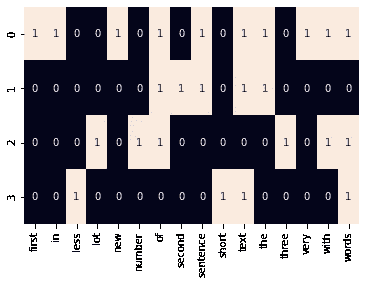 0 1 1 0 0 1 0 1 0 1 0 1 1 0 1 1 1
1 0 0 0 0 0 0 1 1 1 0 1 1 0 0 0 0
2 0 0 0 1 0 1 1 0 0 0 0 0 1 0 1 1
3 0 0 1 0 0 0 0 0 0 1 1 0 0 0 0 1
first in less lot new number of second sentence short text the three very with words